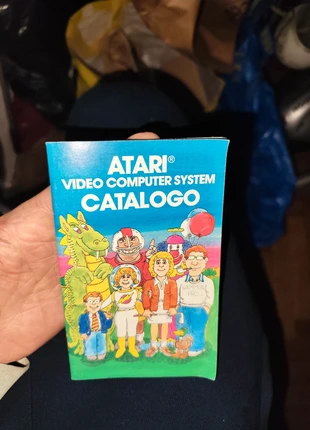 ATARI®
VIDEO COMPUTER SYSTEM
CATALOGO